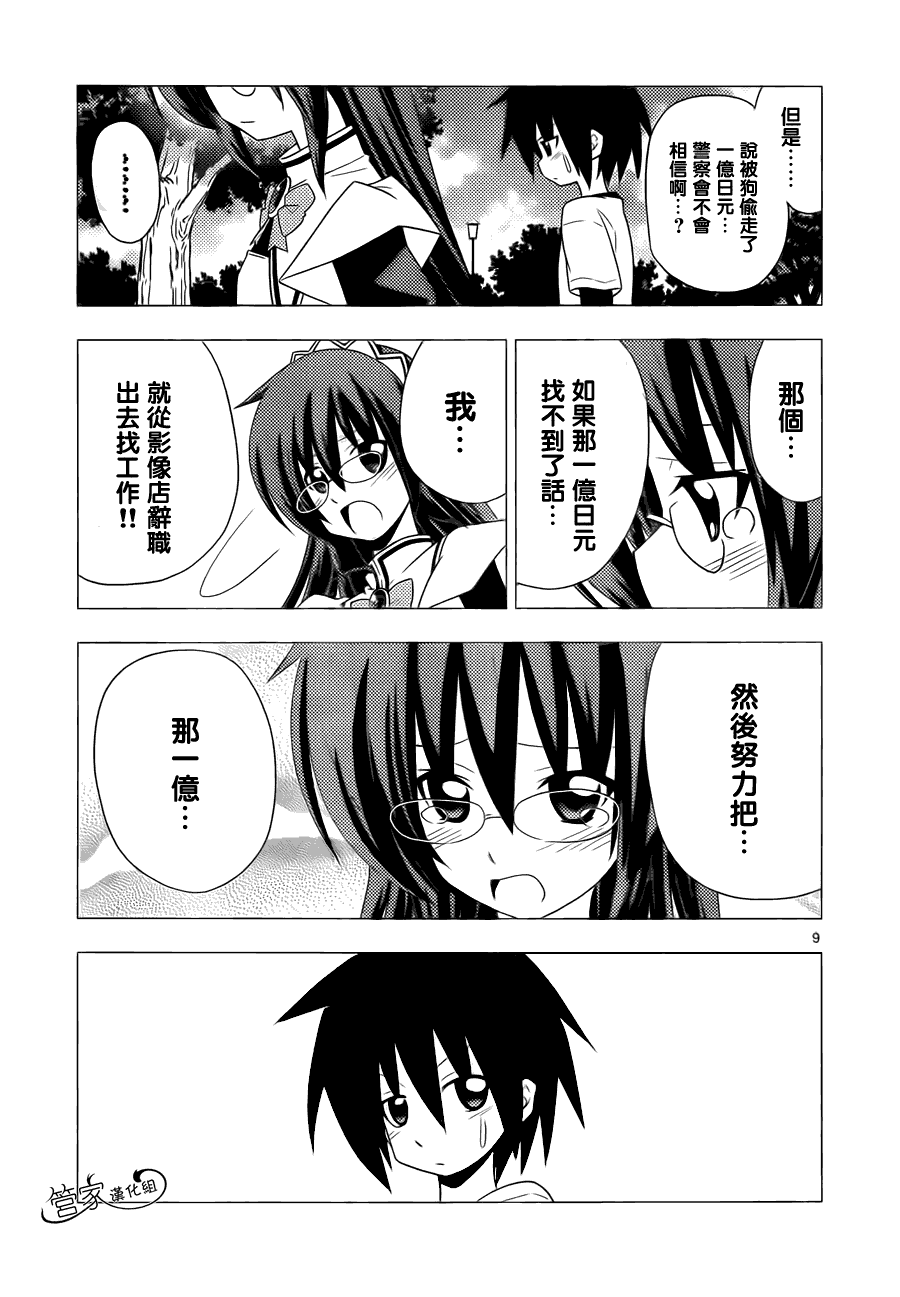 但是……
說被狗偷走了
一億日元…
警察會不會
相信啊…?
……
那個…
如果那一億日元
找不到了話…
我…
就從影像店辭職
出去找工作!!
然後努力把…
那一億…
9
管家漢化組